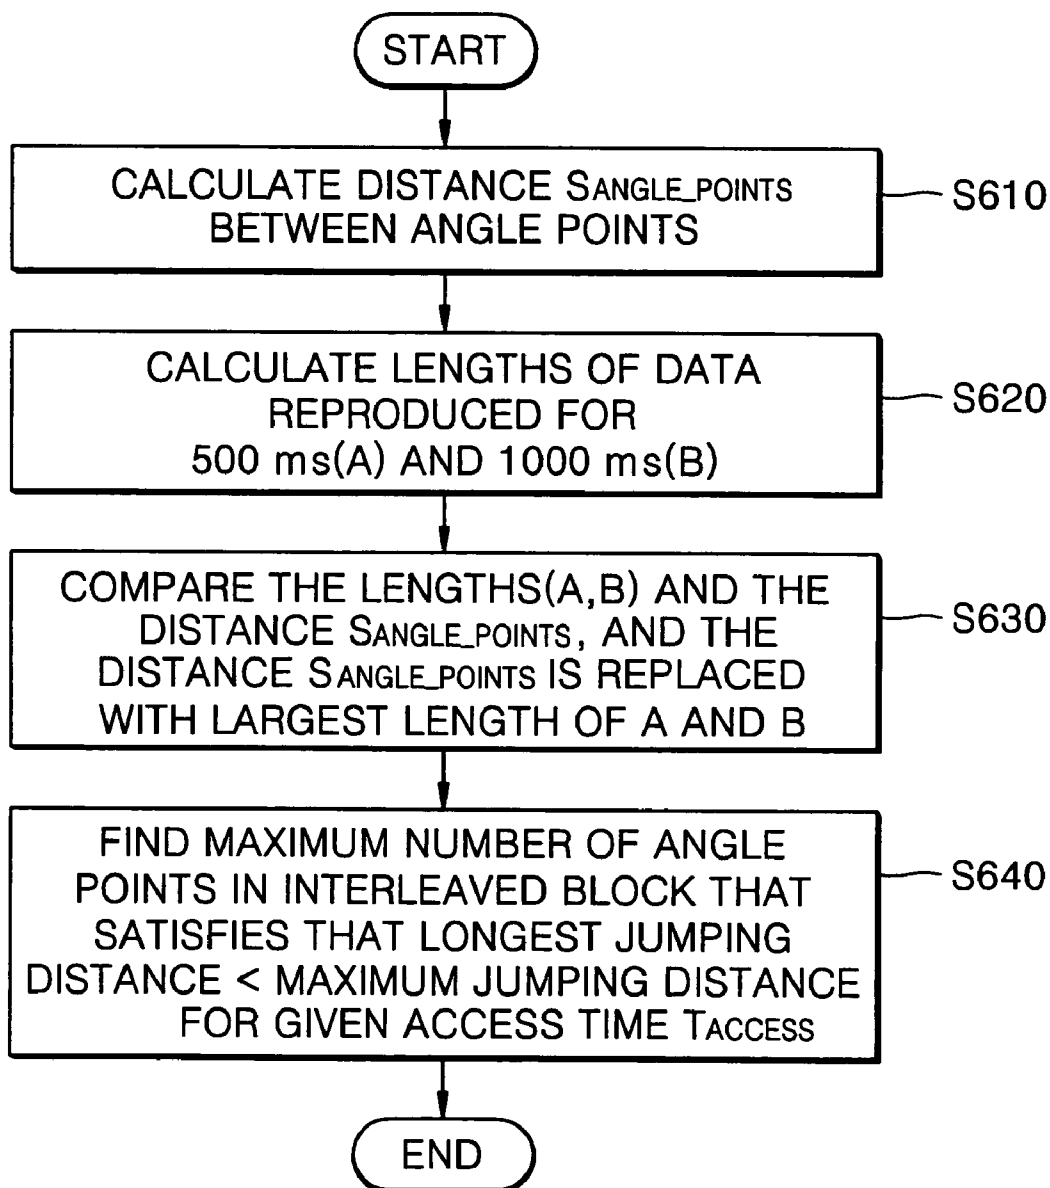 START
CALCULATE DISTANCE SANGLE_POINTS
BETWEEN ANGLE POINTS
S610
CALCULATE LENGTHS OF DATA
REPRODUCED FOR
500 ms(A) AND 1000 ms(B)
S620
COMPARE THE LENGTHS(A,B) AND THE
DISTANCE SANGLE_POINTS, AND THE
DISTANCE SANGLE_POINTS IS REPLACED
WITH LARGEST LENGTH OF A AND B
S630
FIND MAXIMUM NUMBER OF ANGLE
POINTS IN INTERLEAVED BLOCK THAT
SATISFIES THAT LONGEST JUMPING
DISTANCE < MAXIMUM JUMPING DISTANCE
FOR GIVEN ACCESS TIME TACCESS
S640
END